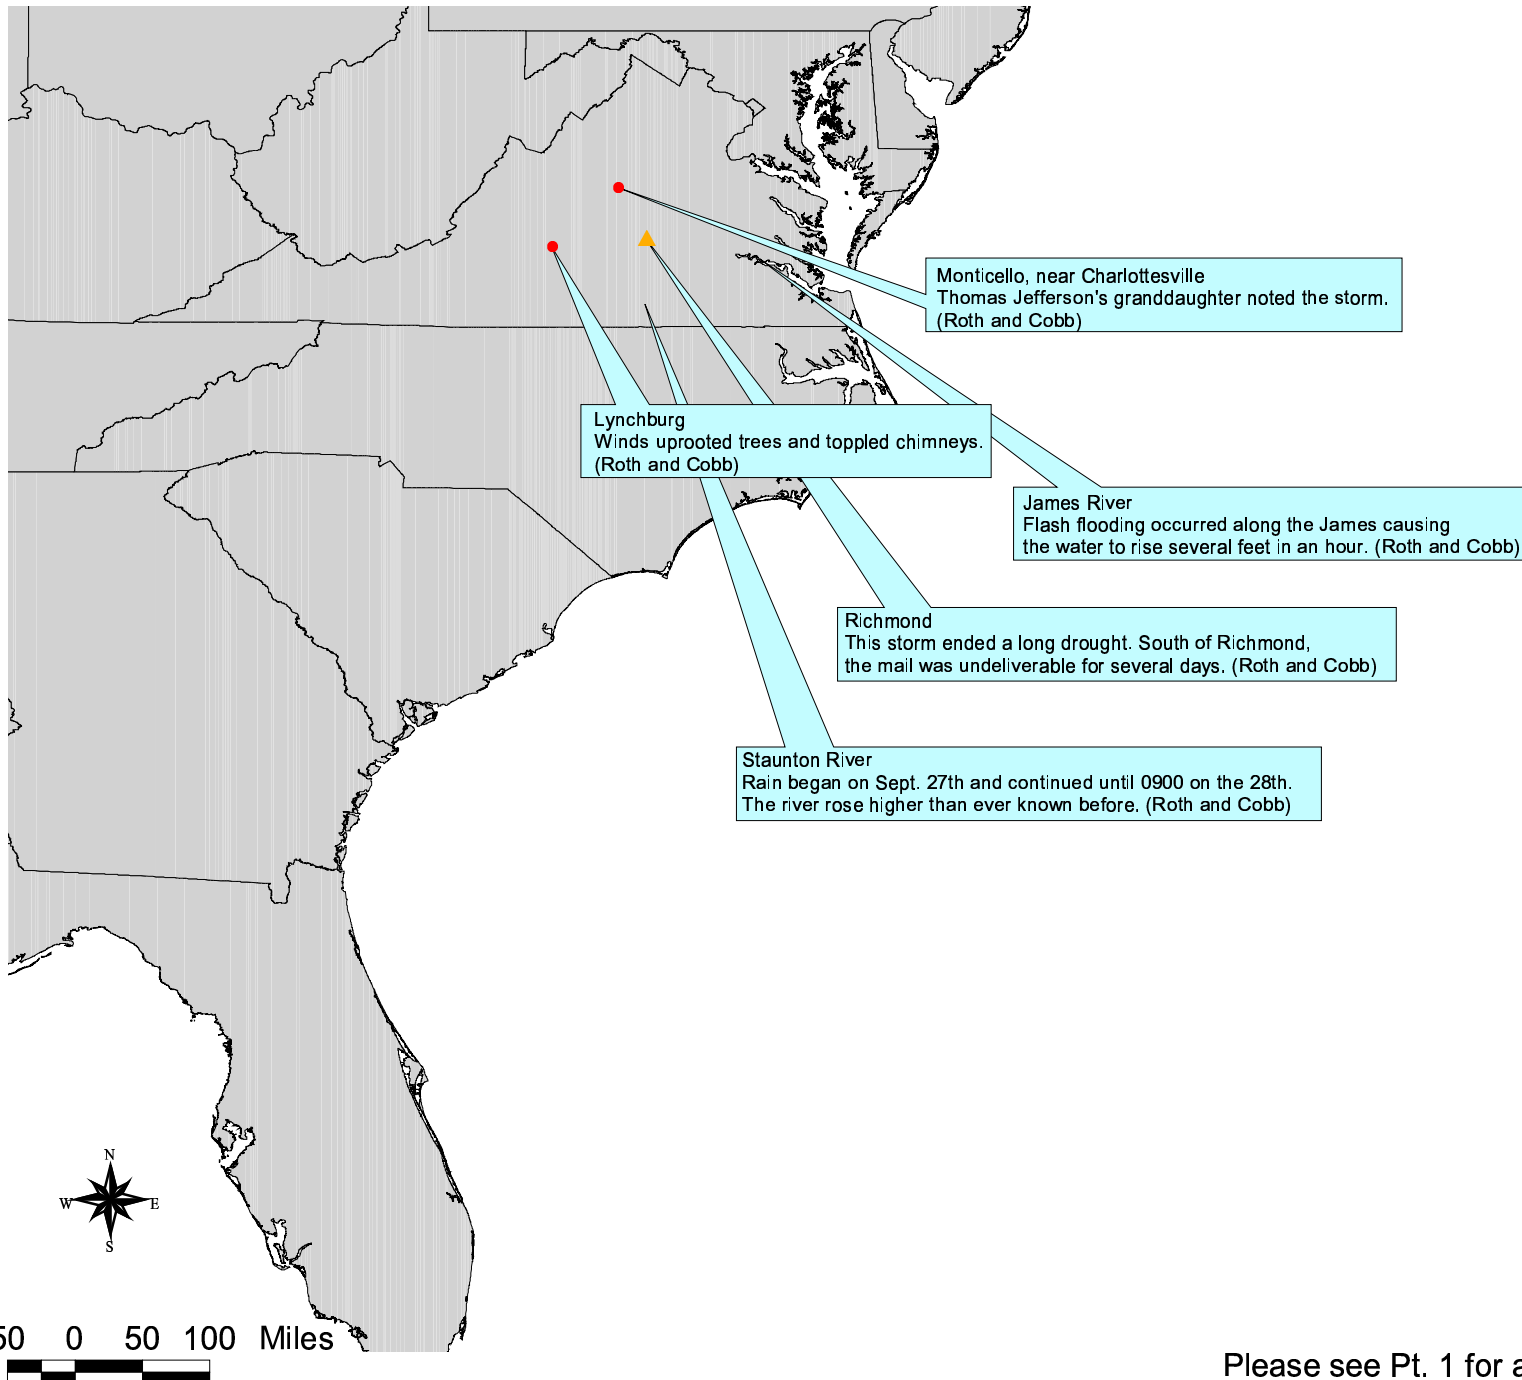 Monticello, near Charlottesville
Thomas Jefferson's granddaughter noted the storm.
(Roth and Cobb)
Lynchburg
Winds uprooted trees and toppled chimneys.
(Roth and Cobb)
James River
Flash flooding occurred along the James causing
the water to rise several feet in an hour. (Roth and Cobb)
Richmond
This storm ended a long drought. South of Richmond,
the mail was undeliverable for several days. (Roth and Cobb)
Staunton River
Rain began on Sept. 27th and continued until 0900 on the 28th.
The river rose higher than ever known before. (Roth and Cobb)
N
W E
S
50 0 50 100 Miles
Please see Pt. 1 for a